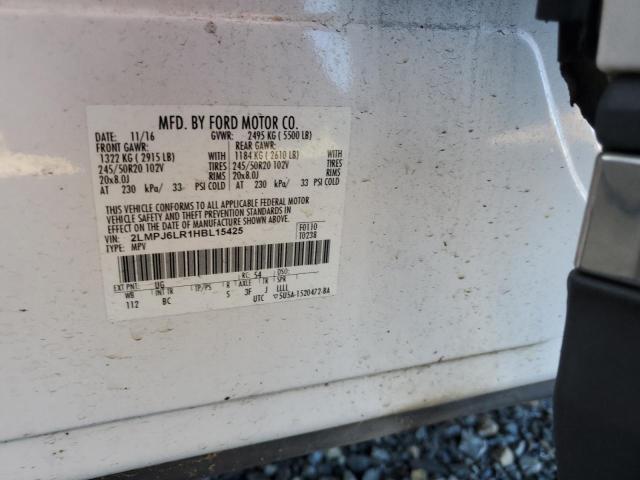 MFD. BY FORD MOTOR CO.
DATE: 11/16 GVWR: 2495 KG ( 5500 LB)
FRONT GAWR: REAR GAWR:
1322 KG ( 2915 LB) WITH 1184 KG ( 2610 LB) WITH
245/50R20 102V TIRES 245/50R20 102V TIRES
20x8.0J RIMS 20x8.0J RIMS
AT 230 kPa/ 33 PSI COLD AT 230 kPa/ 33 PSI COLD
THIS VEHICLE CONFORMS TO ALL APPLICABLE FEDERAL MOTOR
VEHICLE SAFETY AND THEFT PREVENTION STANDARDS IN EFFECT
ON THE DATE OF MANUFACTURE SHOWN ABOVE.
VIN: 2LMPJ6LR1HBL15425 F0110
TYPE: MPV T0238
EXT PNT: UG RC: 54 DSO:
WB INT TR TP/PS R AXLE TR SPR
112 BC S 3F J LLLL
UTC ▽5U5A-1520472-BA